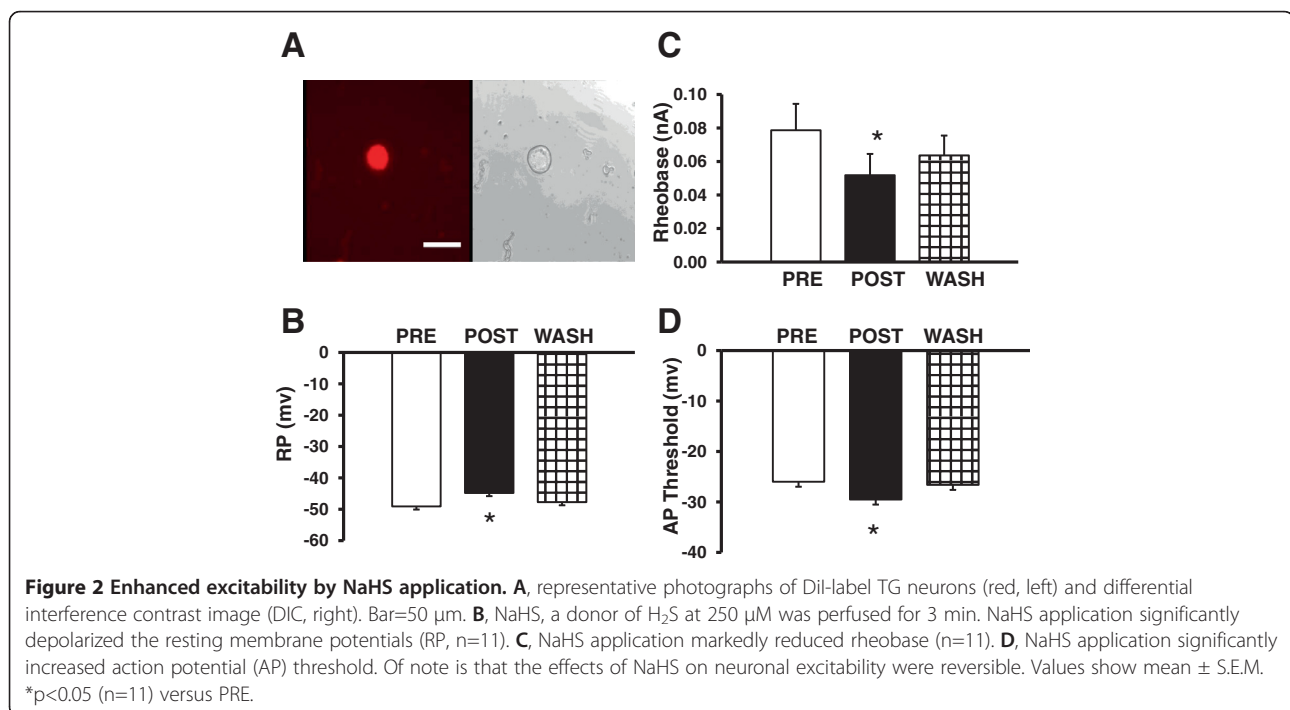 A
C
Rheobase (nA)
0.10
0.08
0.06
0.04
0.02
0.00
*
PRE POST WASH
B
PRE POST WASH
RP (mv)
0
-10
-20
-30
-40
-50
-60
*
D
PRE POST WASH
AP Threshold (mv)
0
-10
-20
-30
-40
*
Figure 2 Enhanced excitability by NaHS application. A, representative photographs of DiI-label TG neurons (red, left) and differential
interference contrast image (DIC, right). Bar=50 μm. B, NaHS, a donor of H₂S at 250 μM was perfused for 3 min. NaHS application significantly
depolarized the resting membrane potentials (RP, n=11). C, NaHS application markedly reduced rheobase (n=11). D, NaHS application significantly
increased action potential (AP) threshold. Of note is that the effects of NaHS on neuronal excitability were reversible. Values show mean ± S.E.M.
*p<0.05 (n=11) versus PRE.